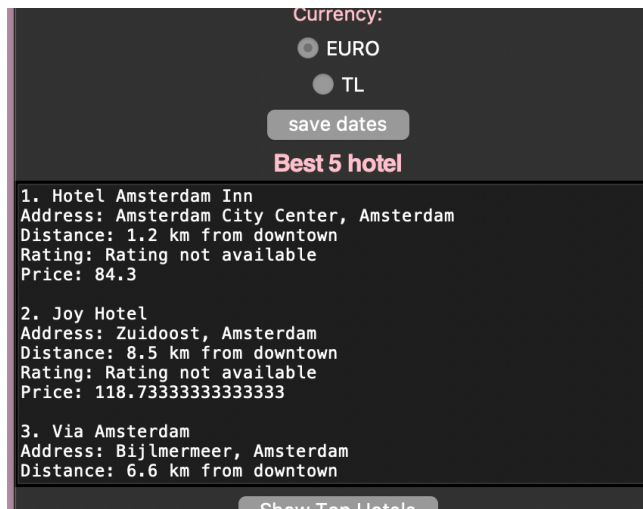 Currency:
EURO
TL
save dates
Best 5 hotel
1. Hotel Amsterdam Inn
Address: Amsterdam City Center, Amsterdam
Distance: 1.2 km from downtown
Rating: Rating not available
Price: 84.3
2. Joy Hotel
Address: Zuidoost, Amsterdam
Distance: 8.5 km from downtown
Rating: Rating not available
Price: 118.73333333333333
3. Via Amsterdam
Address: Bijlmermeer, Amsterdam
Distance: 6.6 km from downtown
Show Top Hotels